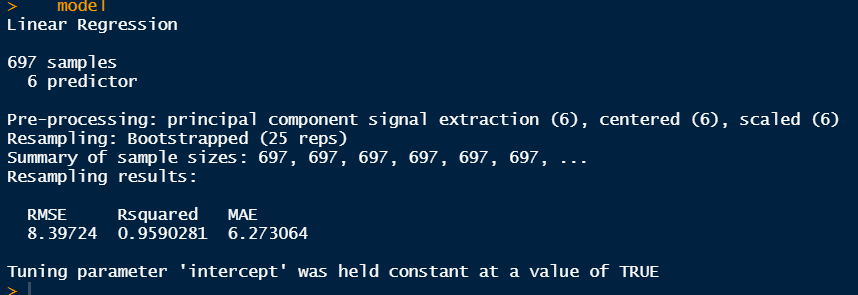 >    model
Linear Regression
697 samples
  6 predictor
Pre-processing: principal component signal extraction (6), centered (6), scaled (6)
Resampling: Bootstrapped (25 reps)
Summary of sample sizes: 697, 697, 697, 697, 697, 697, ...
Resampling results:
  RMSE     Rsquared   MAE
  8.39724  0.9590281  6.273064
Tuning parameter 'intercept' was held constant at a value of TRUE
>